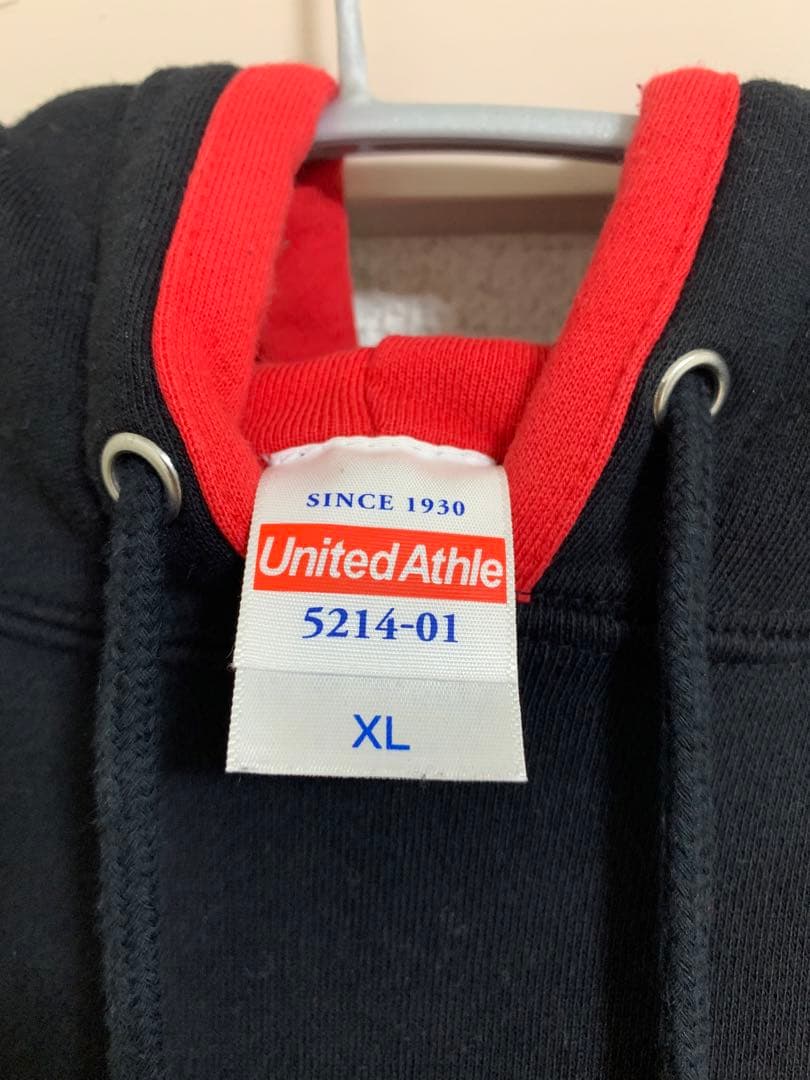 SINCE 1930
United Athle
5214-01
XL